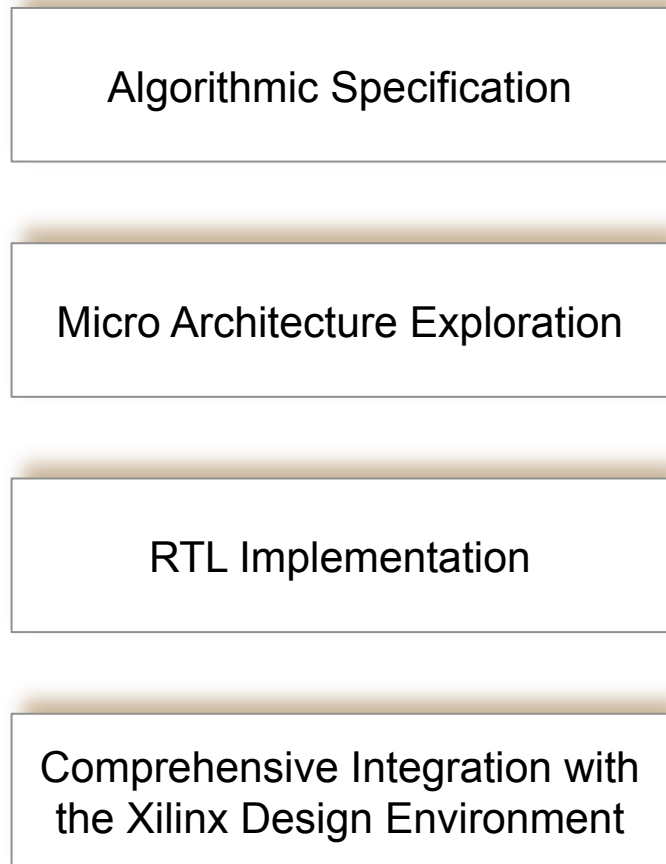 Algorithmic Specification
Micro Architecture Exploration
RTL Implementation
Comprehensive Integration with
the Xilinx Design Environment